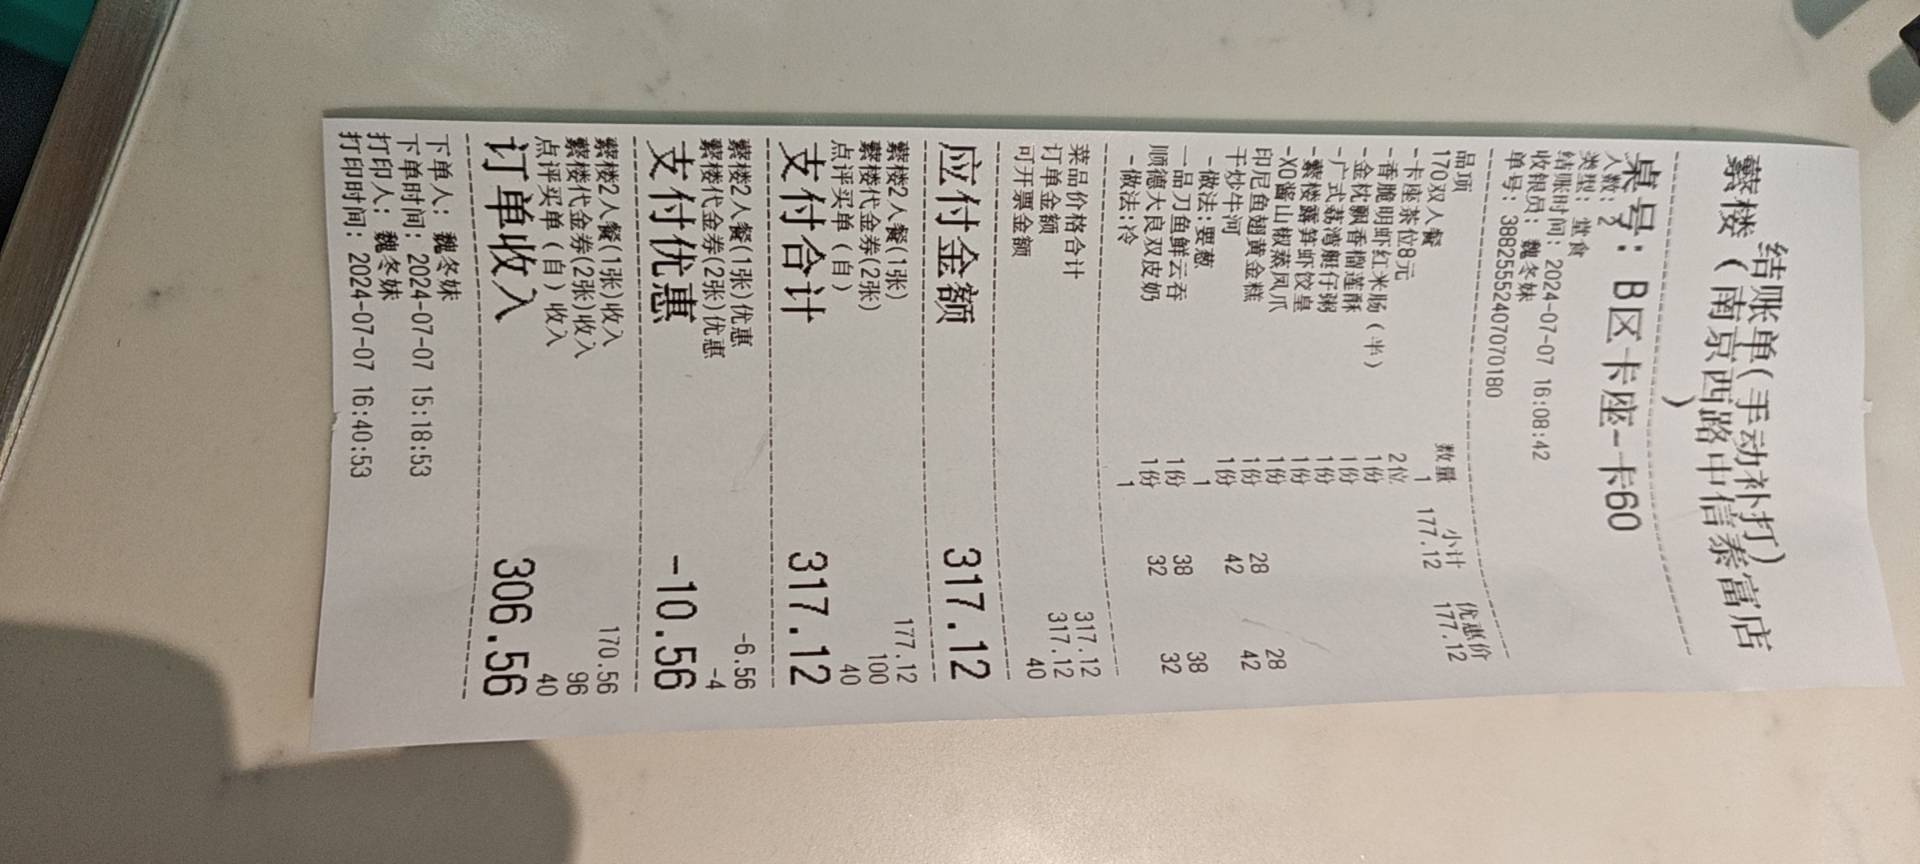 结账单(手动补打)
蘩楼（南京西路中信泰富店
）
桌号：B区卡座-卡60
人数：2
类型：堂食
结账时间：2024-07-07 16:08:42
收银员：魏冬妹
单号：3882555240707018​0
品项 数量 小计 优惠价
170双人餐 1 177.12 177.12
-卡座茶位8元 2位
-香脆明虾红米肠（半） 1份
-金枕飘香榴莲酥 1份
-广式荔湾艇仔粥 1份
-蘩楼露笋虾饺皇 1份
-XO酱山椒蒸凤爪 1份
印尼鱼翅黄金糕 1份 28 28
干炒牛河 1份 42 42
-做法:要葱 1
一品刀鱼鲜云吞 1份 38 38
顺德大良双皮奶 1份 32 32
-做法:冷 1
菜品价格合计 317.12
订单金额 317.12
可开票金额 40
应付金额 317.12
蘩楼2人餐(1张) 177.12
蘩楼代金券(2张) 100
点评买单（自） 40
支付合计 317.12
蘩楼2人餐(1张)优惠 -6.56
蘩楼代金券(2张)优惠 -4
支付优惠 -10.56
蘩楼2人餐(1张)收入 170.56
蘩楼代金券(2张)收入 96
点评买单（自）收入 40
订单收入 306.56
下单人：魏冬妹
下单时间：2024-07-07 15:18:53
打印人：魏冬妹
打印时间：2024-07-07 16:40:53